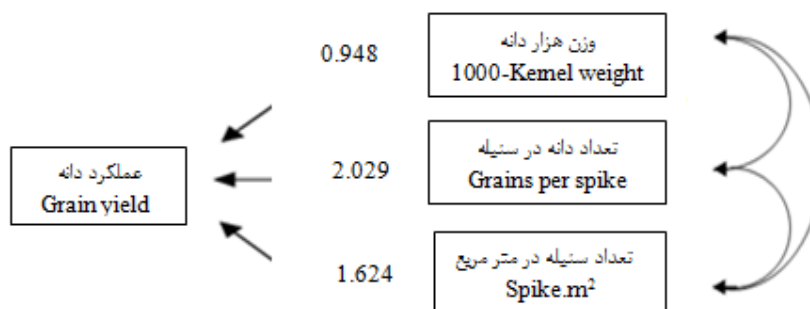 0.948
وزن هزار دانه
1000-Kernel weight
عملکرد دانه
Grain yield
2.029
تعداد دانه در سنبله
Grains per spike
1.624
تعداد سنبله در متر مربع
Spike.m²